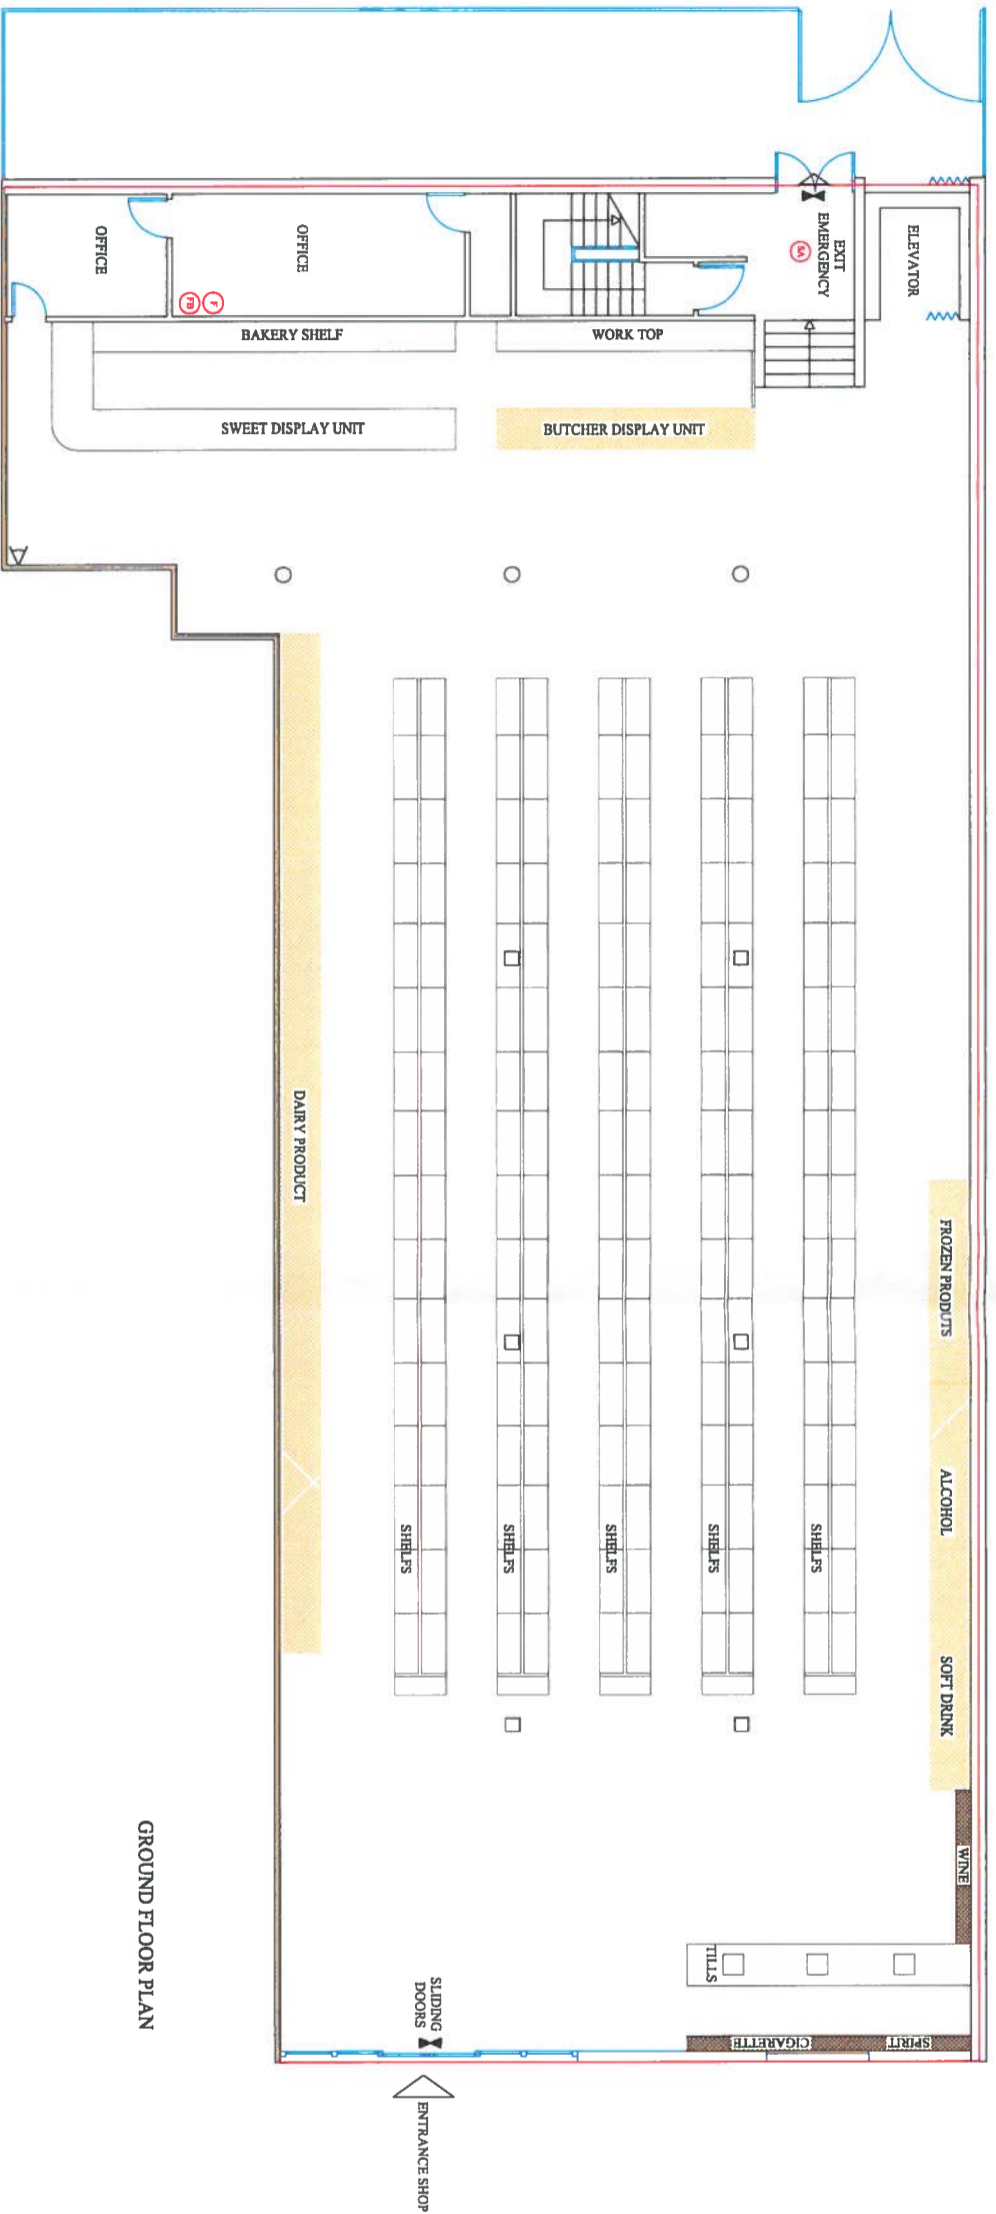 EXIT
EMERGENCY
SA
ELEVATOR
OFFICE
OFFICE
F
FB
BAKERY SHELF
WORK TOP
SWEET DISPLAY UNIT
BUTCHER DISPLAY UNIT
DAIRY PRODUCT
FROZEN PRODUTS
ALCOHOL
SOFT DRINK
SHELFS
SHELFS
SHELFS
SHELFS
SHELFS
WINE
TILLS
CIGARETTE
SPIRIT
SLIDING
DOORS
ENTRANCE SHOP
GROUND FLOOR PLAN